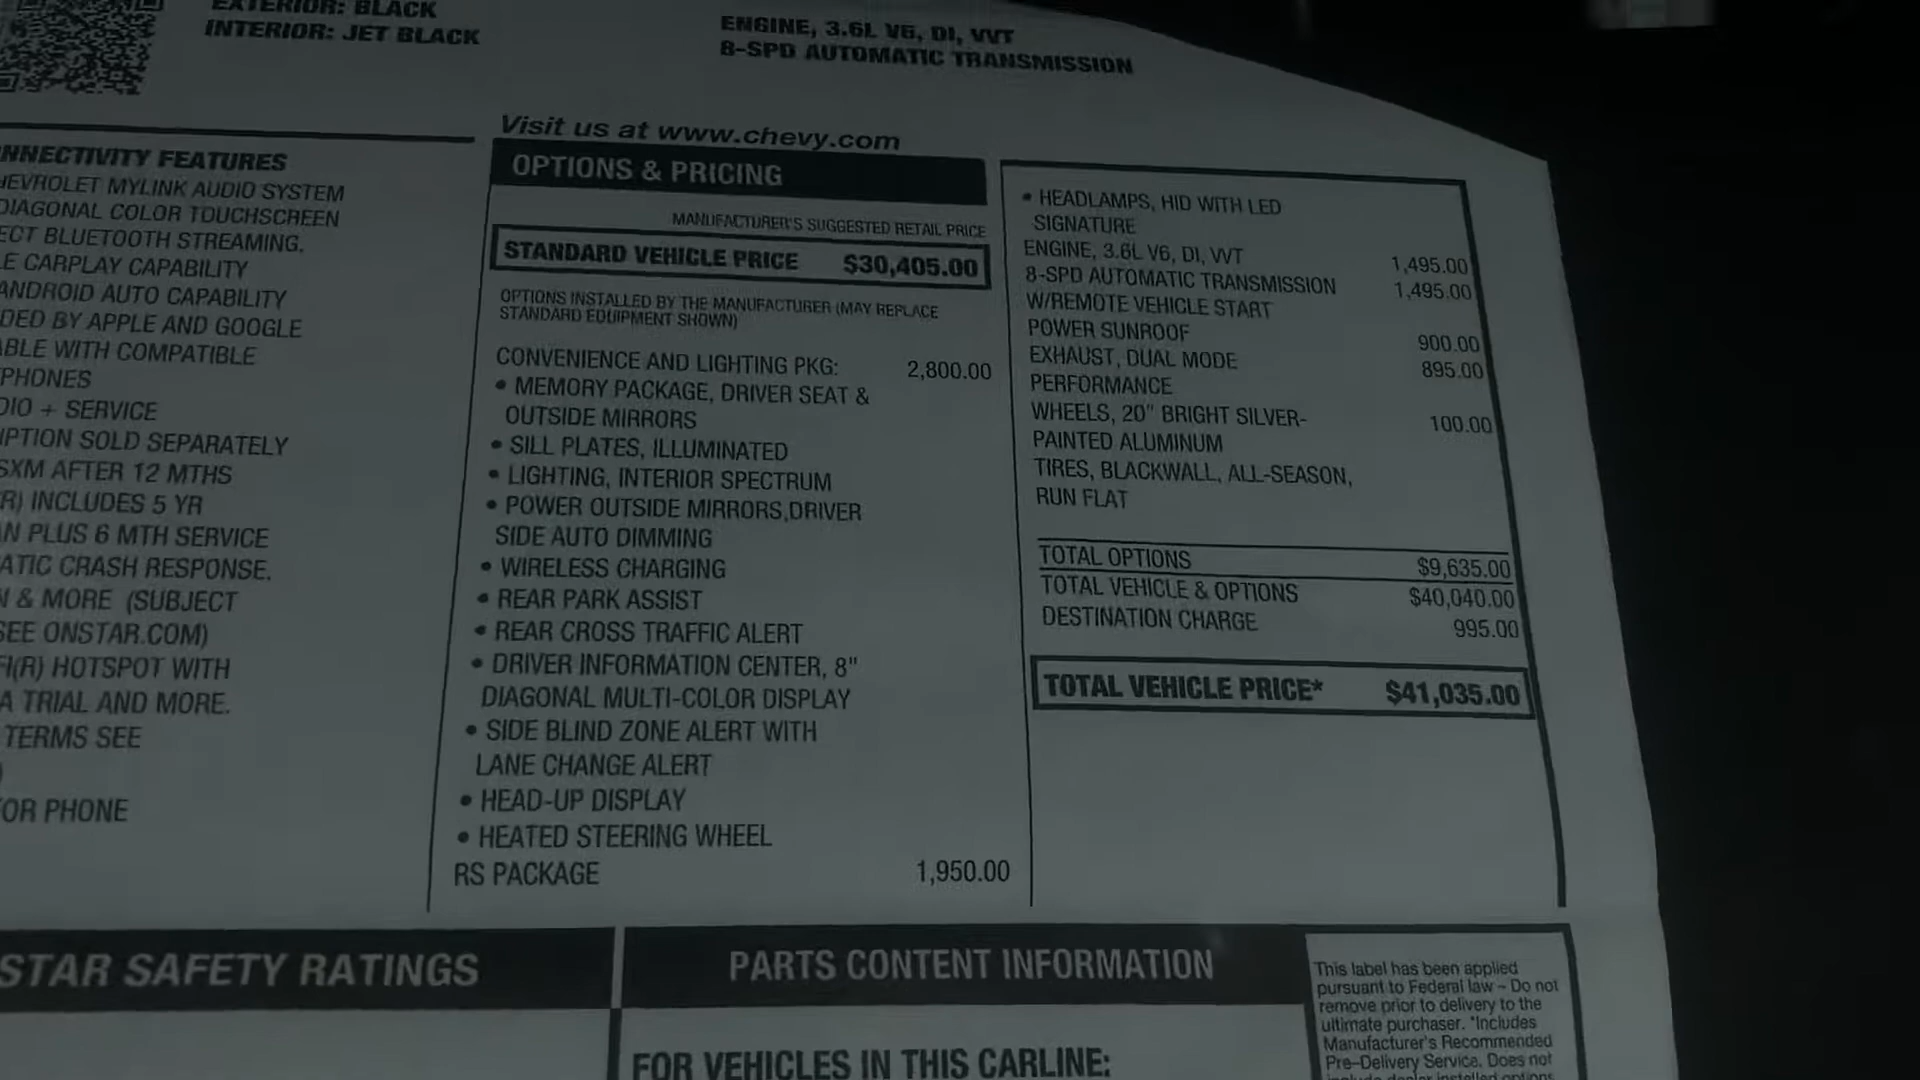 EXTERIOR: BLACK
INTERIOR: JET BLACK
ENGINE, 3.6L V6, DI, VVT
8-SPD AUTOMATIC TRANSMISSION
Visit us at www.chevy.com
NNECTIVITY FEATURES
HEVROLET MYLINK AUDIO SYSTEM
DIAGONAL COLOR TOUCHSCREEN
ECT BLUETOOTH STREAMING.
LE CARPLAY CAPABILITY
ANDROID AUTO CAPABILITY
DED BY APPLE AND GOOGLE
ABLE WITH COMPATIBLE
PHONES
DIO + SERVICE
IPTION SOLD SEPARATELY
SXM AFTER 12 MTHS
R) INCLUDES 5 YR
AN PLUS 6 MTH SERVICE
ATIC CRASH RESPONSE.
N & MORE (SUBJECT
SEE ONSTAR.COM)
FI(R) HOTSPOT WITH
A TRIAL AND MORE.
TERMS SEE
)
OR PHONE
OPTIONS & PRICING
MANUFACTURER'S SUGGESTED RETAIL PRICE
STANDARD VEHICLE PRICE $30,405.00
OPTIONS INSTALLED BY THE MANUFACTURER (MAY REPLACE
STANDARD EQUIPMENT SHOWN)
CONVENIENCE AND LIGHTING PKG: 2,800.00
• MEMORY PACKAGE, DRIVER SEAT &
OUTSIDE MIRRORS
• SILL PLATES, ILLUMINATED
• LIGHTING, INTERIOR SPECTRUM
• POWER OUTSIDE MIRRORS,DRIVER
SIDE AUTO DIMMING
• WIRELESS CHARGING
• REAR PARK ASSIST
• REAR CROSS TRAFFIC ALERT
• DRIVER INFORMATION CENTER, 8"
DIAGONAL MULTI-COLOR DISPLAY
• SIDE BLIND ZONE ALERT WITH
LANE CHANGE ALERT
• HEAD-UP DISPLAY
• HEATED STEERING WHEEL
RS PACKAGE 1,950.00
• HEADLAMPS, HID WITH LED
SIGNATURE
ENGINE, 3.6L V6, DI, VVT 1,495.00
8-SPD AUTOMATIC TRANSMISSION 1,495.00
W/REMOTE VEHICLE START
POWER SUNROOF 900.00
EXHAUST, DUAL MODE 895.00
PERFORMANCE
WHEELS, 20" BRIGHT SILVER- 100.00
PAINTED ALUMINUM
TIRES, BLACKWALL, ALL-SEASON,
RUN FLAT
TOTAL OPTIONS $9,635.00
TOTAL VEHICLE & OPTIONS $40,040.00
DESTINATION CHARGE 995.00
TOTAL VEHICLE PRICE* $41,035.00
STAR SAFETY RATINGS
PARTS CONTENT INFORMATION
FOR VEHICLES IN THIS CARLINE:
This label has been applied
pursuant to Federal law – Do not
remove prior to delivery to the
ultimate purchaser. *Includes
Manufacturer's Recommended
Pre-Delivery Service. Does not
include dealer installed options